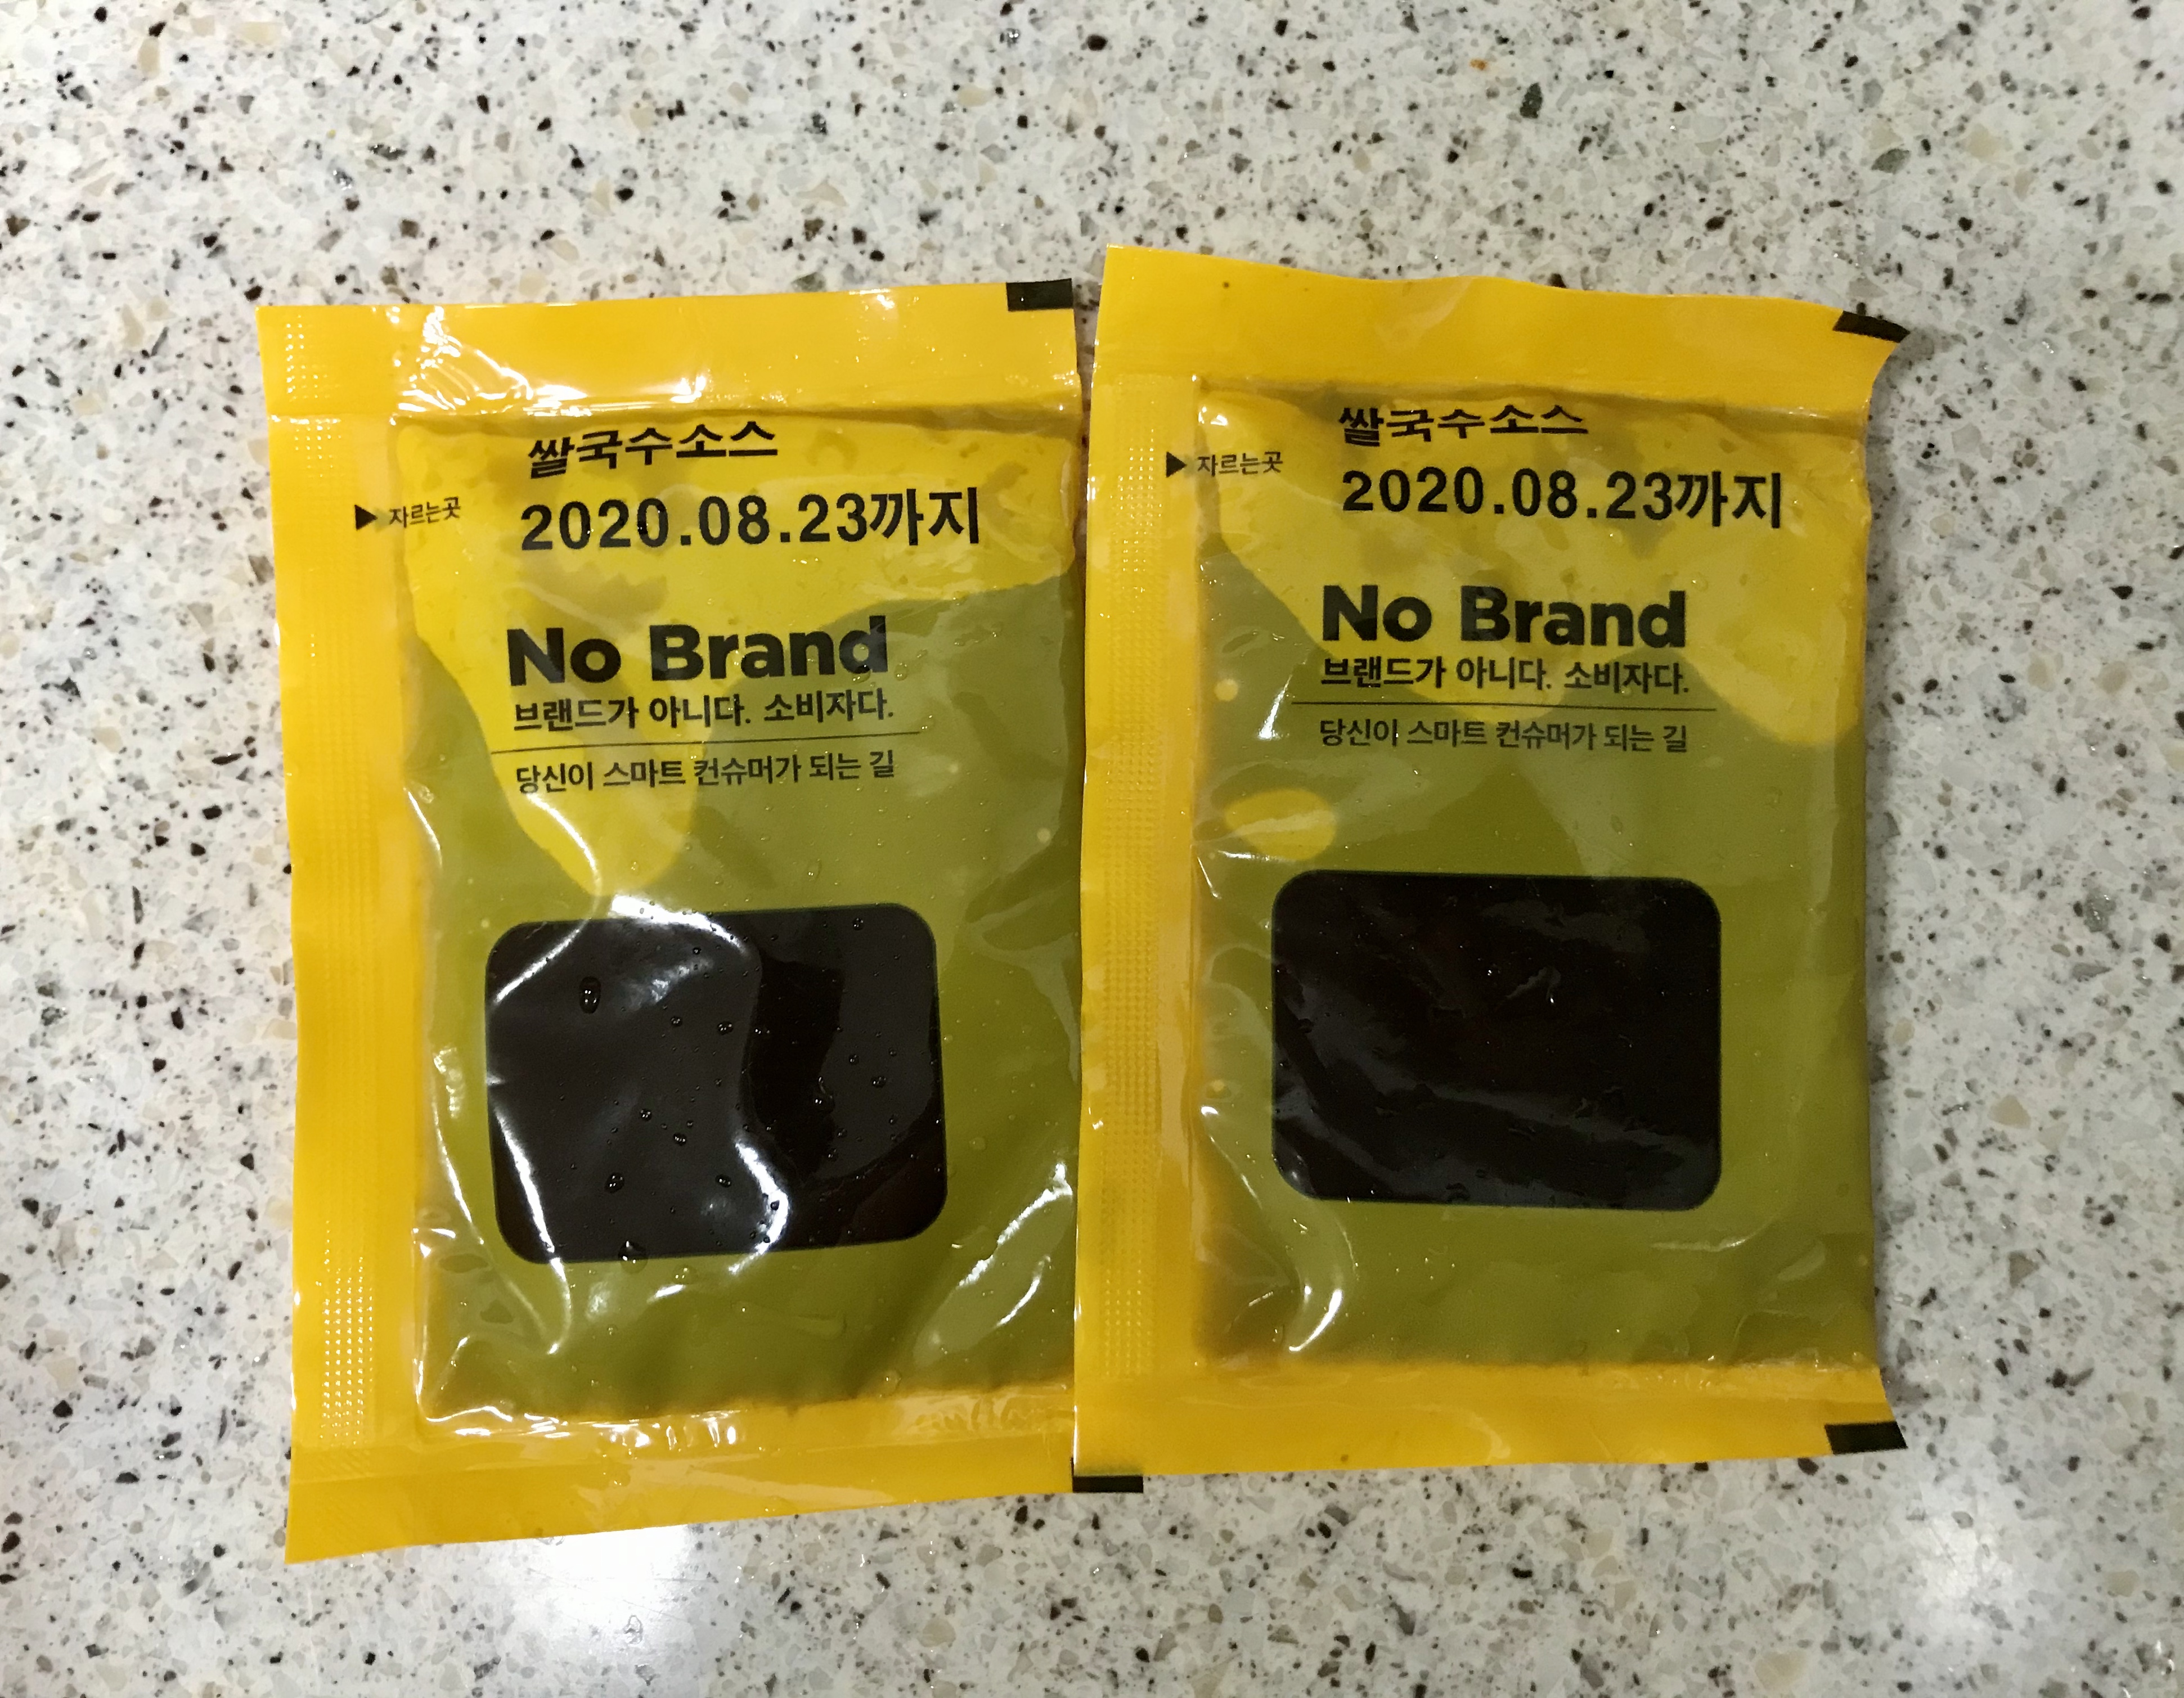 쌀국수소스
▶ 자르는곳
2020.08.23까지
No Brand
브랜드가 아니다. 소비자다.
당신이 스마트 컨슈머가 되는 길
쌀국수소스
▶ 자르는곳
2020.08.23까지
No Brand
브랜드가 아니다. 소비자다.
당신이 스마트 컨슈머가 되는 길